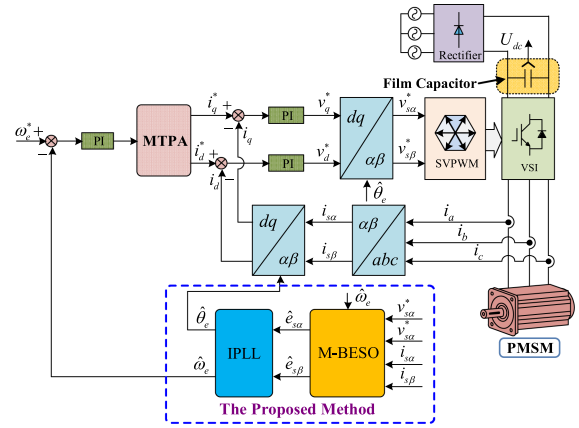 Rectifier
U_dc
Film Capacitor
ω_e^* +
−
PI
MTPA
i_q^* +
−
i_q
i_d^* +
−
i_d
PI
PI
v_q^*
v_d^*
dq
αβ
v_sα^*
v_sβ^*
SVPWM
VSI
θ̂_e
dq
αβ
i_sα
i_sβ
αβ
abc
i_a
i_b
i_c
PMSM
θ̂_e
ω̂_e
IPLL
ê_sα
ê_sβ
M-BESO
ω̂_e
v_sα^*
v_sα^*
i_sα
i_sβ
The Proposed Method